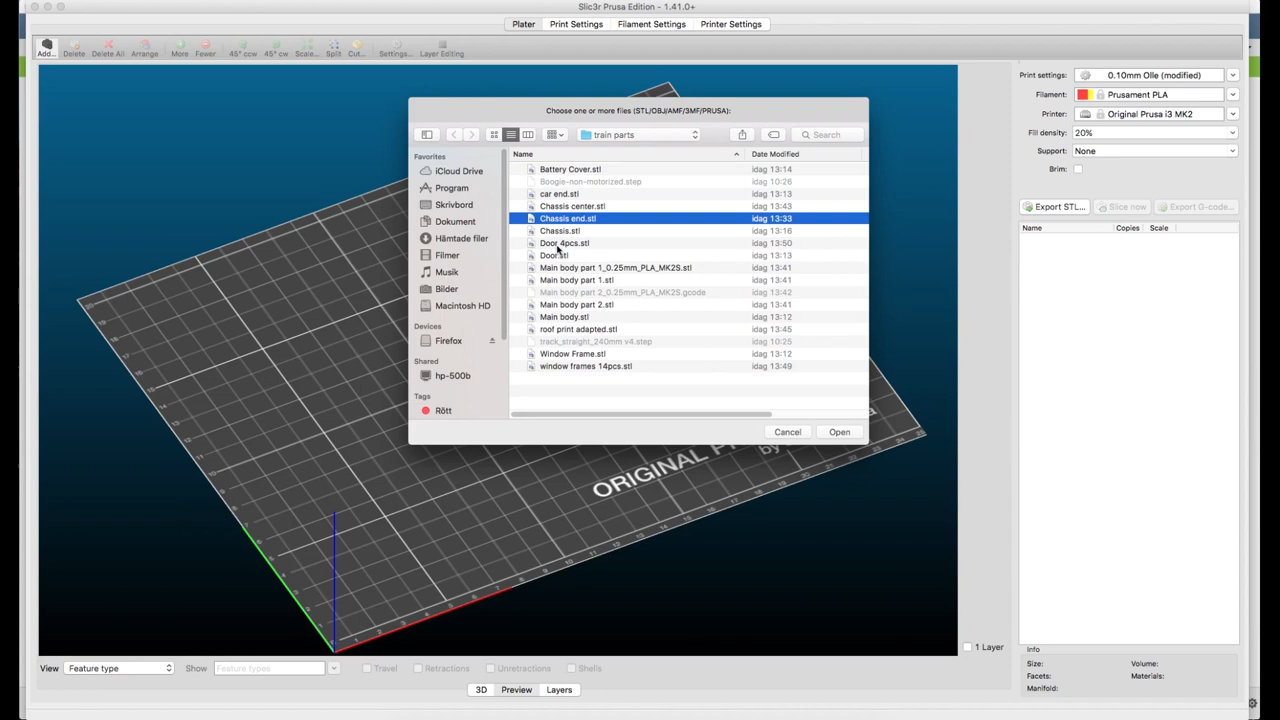 Slic3r Prusa Edition - 1.41.0+
Plater Print Settings Filament Settings Printer Settings
Add... Delete Delete All Arrange More Fewer 45° ccw 45° cw Scale... Split Cut... Settings... Layer Editing
Print settings: 0.10mm Olle (modified)
Filament: Prusament PLA
Printer: Original Prusa i3 MK2
Fill density: 20%
Support: None
Brim:
Export STL... Slice now Export G-code...
Name Copies Scale
Choose one or more files (STL/OBJ/AMF/3MF/PRUSA):
train parts
Search
Favorites
iCloud Drive
Program
Skrivbord
Dokument
Hämtade filer
Filmer
Musik
Bilder
Macintosh HD
Devices
Firefox
Shared
hp-500b
Tags
Rött
Name Date Modified
Battery Cover.stl idag 13:14
Boogie-non-motorized.step idag 10:26
car end.stl idag 13:13
Chassis center.stl idag 13:43
Chassis end.stl idag 13:33
Chassis.stl idag 13:16
Door 4pcs.stl idag 13:50
Door.stl idag 13:13
Main body part 1_0.25mm_PLA_MK2S.stl idag 13:41
Main body part 1.stl idag 13:41
Main body part 2_0.25mm_PLA_MK2S.gcode idag 13:42
Main body part 2.stl idag 13:41
Main body.stl idag 13:12
roof print adapted.stl idag 13:45
track_straight_240mm v4.step idag 10:25
Window Frame.stl idag 13:12
window frames 14pcs.stl idag 13:49
Cancel Open
ORIGINAL
by
1 Layer
Info
Size: Volume:
Facets: Materials:
Manifold:
View Feature type Show Feature types Travel Retractions Unretractions Shells
3D Preview Layers